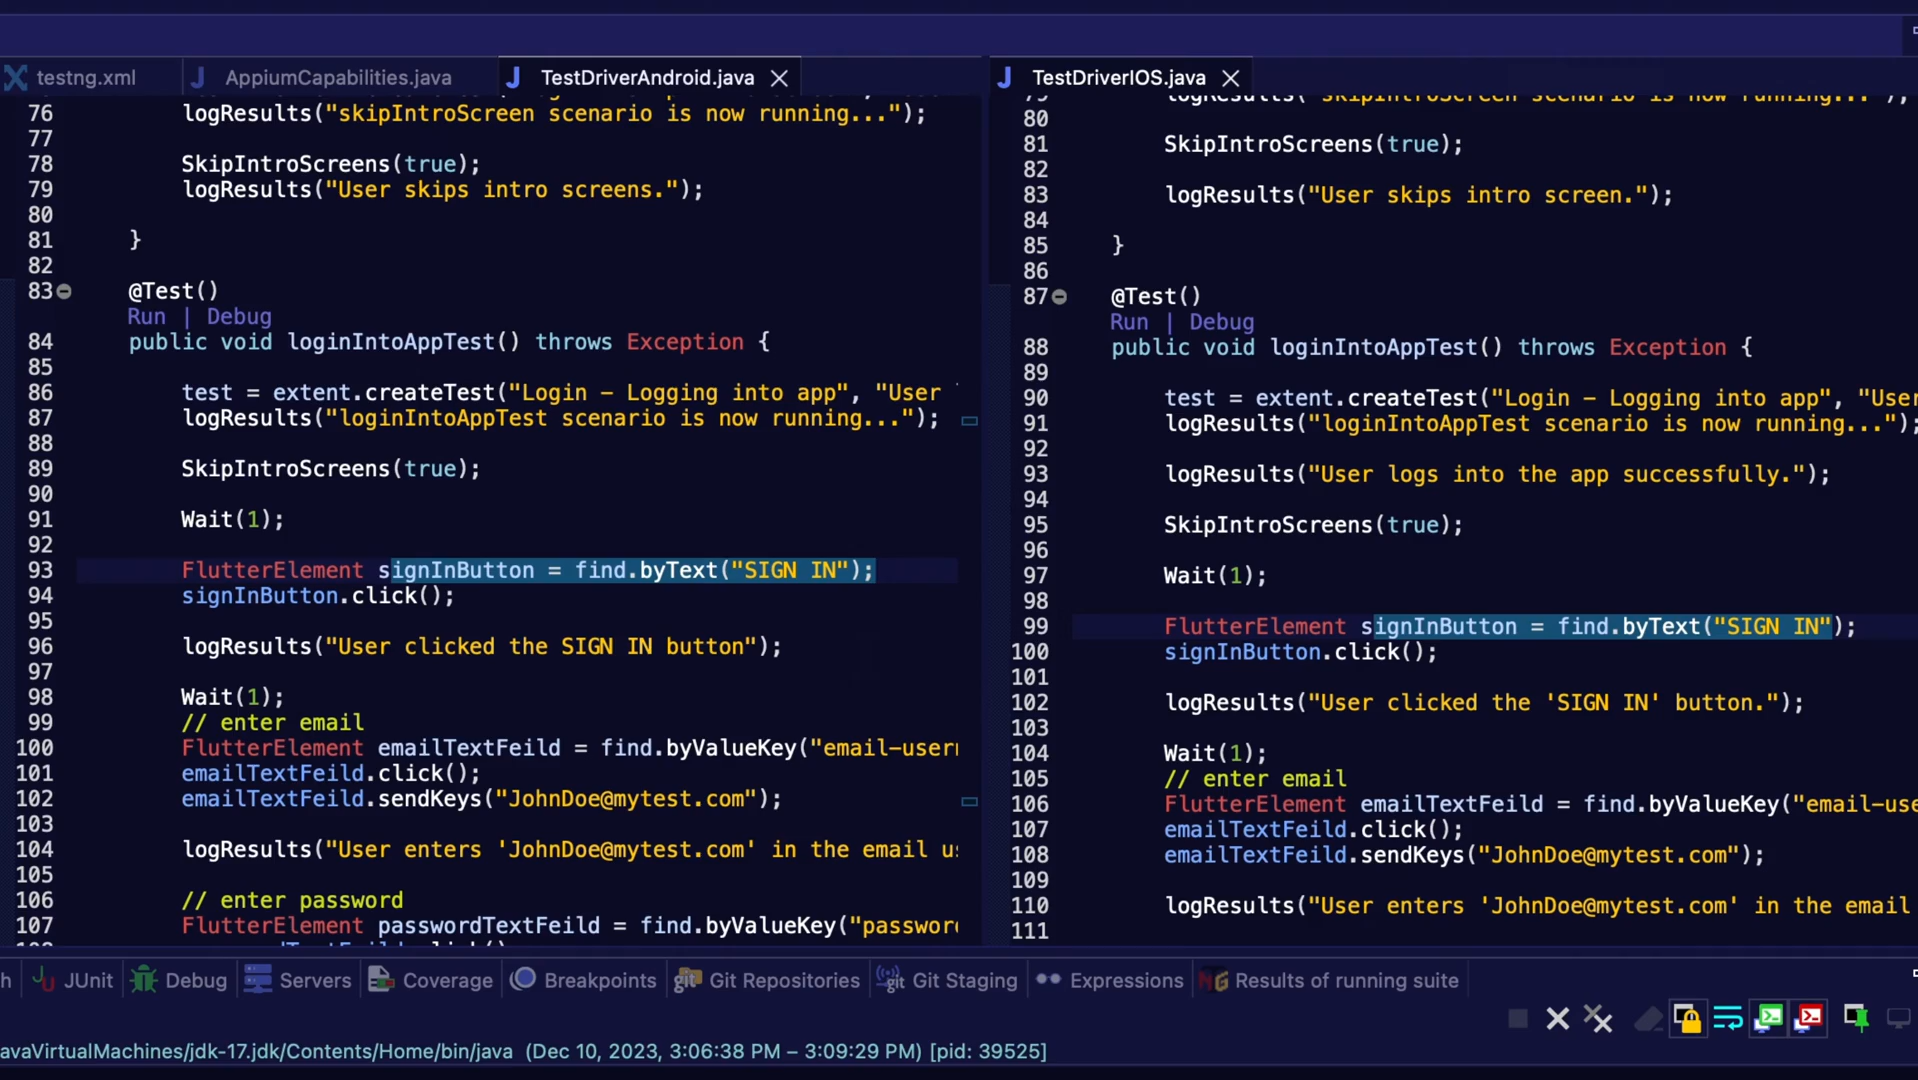 testng.xml
AppiumCapabilities.java
TestDriverAndroid.java
76 logResults("skipIntroScreen scenario is now running...");
77
78 SkipIntroScreens(true);
79 logResults("User skips intro screens.");
80
81 }
82
83 @Test()
Run | Debug
84 public void loginIntoAppTest() throws Exception {
85
86 test = extent.createTest("Login – Logging into app", "User
87 logResults("loginIntoAppTest scenario is now running...");
88
89 SkipIntroScreens(true);
90
91 Wait(1);
92
93 FlutterElement signInButton = find.byText("SIGN IN");
94 signInButton.click();
95
96 logResults("User clicked the SIGN IN button");
97
98 Wait(1);
99 // enter email
100 FlutterElement emailTextFeild = find.byValueKey("email-user
101 emailTextFeild.click();
102 emailTextFeild.sendKeys("JohnDoe@mytest.com");
103
104 logResults("User enters 'JohnDoe@mytest.com' in the email u
105
106 // enter password
107 FlutterElement passwordTextFeild = find.byValueKey("passwor
TestDriverIOS.java
79 logResults("skipIntroScreen scenario is now running...");
80
81 SkipIntroScreens(true);
82
83 logResults("User skips intro screen.");
84
85 }
86
87 @Test()
Run | Debug
88 public void loginIntoAppTest() throws Exception {
89
90 test = extent.createTest("Login – Logging into app", "User
91 logResults("loginIntoAppTest scenario is now running...");
92
93 logResults("User logs into the app successfully.");
94
95 SkipIntroScreens(true);
96
97 Wait(1);
98
99 FlutterElement signInButton = find.byText("SIGN IN");
100 signInButton.click();
101
102 logResults("User clicked the 'SIGN IN' button.");
103
104 Wait(1);
105 // enter email
106 FlutterElement emailTextFeild = find.byValueKey("email-use
107 emailTextFeild.click();
108 emailTextFeild.sendKeys("JohnDoe@mytest.com");
109
110 logResults("User enters 'JohnDoe@mytest.com' in the email
111
h JUnit Debug Servers Coverage Breakpoints Git Repositories Git Staging Expressions Results of running suite
avaVirtualMachines/jdk-17.jdk/Contents/Home/bin/java (Dec 10, 2023, 3:06:38 PM – 3:09:29 PM) [pid: 39525]